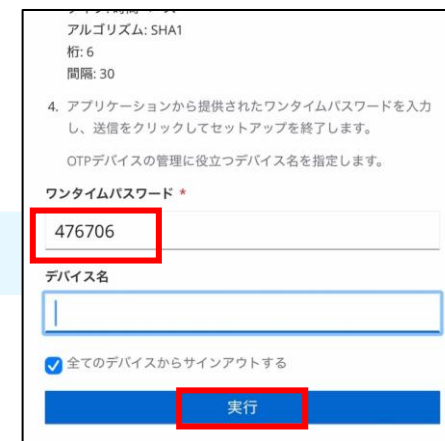 アルゴリズム: SHA1
桁: 6
間隔: 30
4. アプリケーションから提供されたワンタイムパスワードを入力
し、送信をクリックしてセットアップを終了します。
OTPデバイスの管理に役立つデバイス名を指定します。
ワンタイムパスワード *
476706
デバイス名
全てのデバイスからサインアウトする
実行